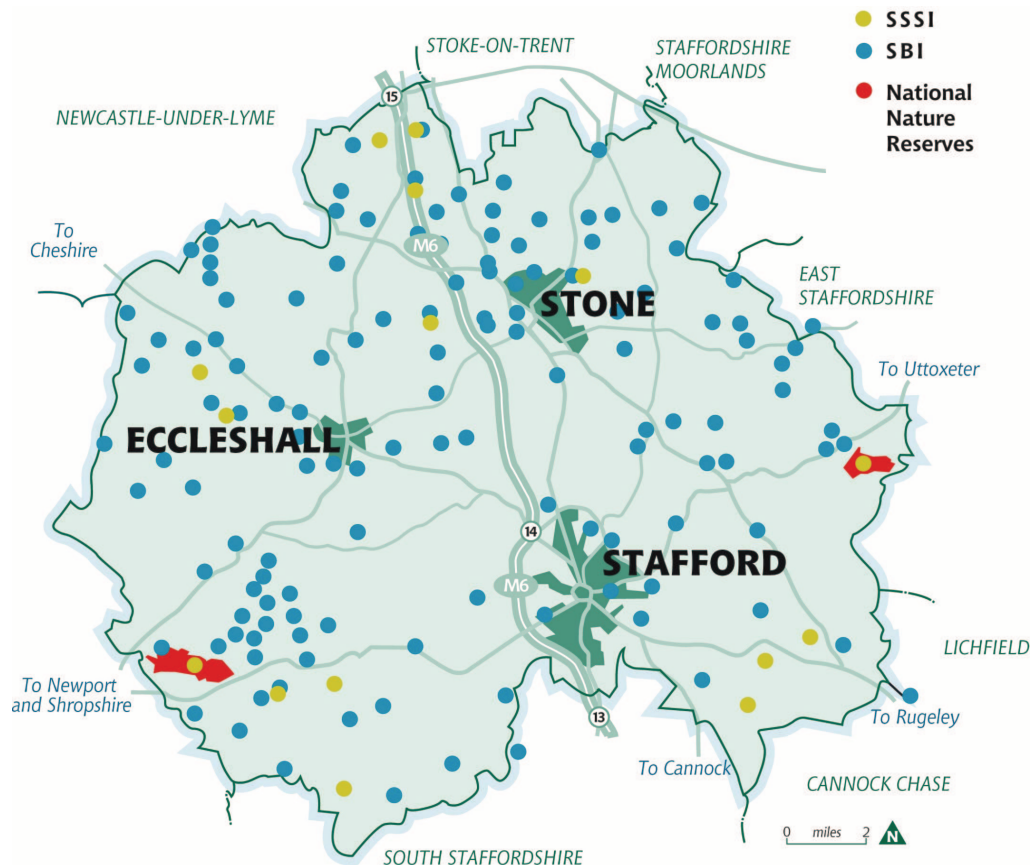 SSSI
SBI
National
Nature
Reserves
STOKE-ON-TRENT
STAFFORDSHIRE
MOORLANDS
15
NEWCASTLE-UNDER-LYME
To
Cheshire
M6
EAST
STAFFORDSHIRE
STONE
To Uttoxeter
ECCLESHALL
14
STAFFORD
M6
LICHFIELD
To Newport
and Shropshire
13
To Rugeley
To Cannock
CANNOCK CHASE
0 miles 2 N
SOUTH STAFFORDSHIRE